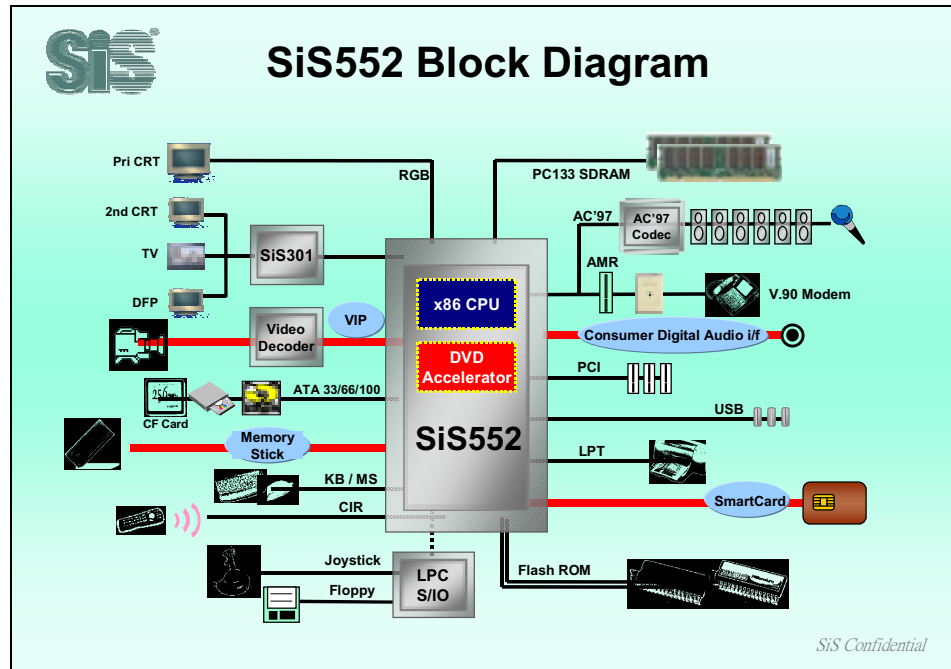 SiS®
SiS552 Block Diagram
Pri CRT
RGB
PC133 SDRAM
2nd CRT
TV
DFP
SiS301
AC'97
AC'97
Codec
AMR
V.90 Modem
x86 CPU
Video
Decoder
VIP
DVD
Accelerator
Consumer Digital Audio i/f
PCI
256MB
CF Card
ATA 33/66/100
USB
Memory
Stick
SiS552
LPT
KB / MS
CIR
SmartCard
Joystick
Floppy
LPC
S/IO
Flash ROM
SiS Confidential